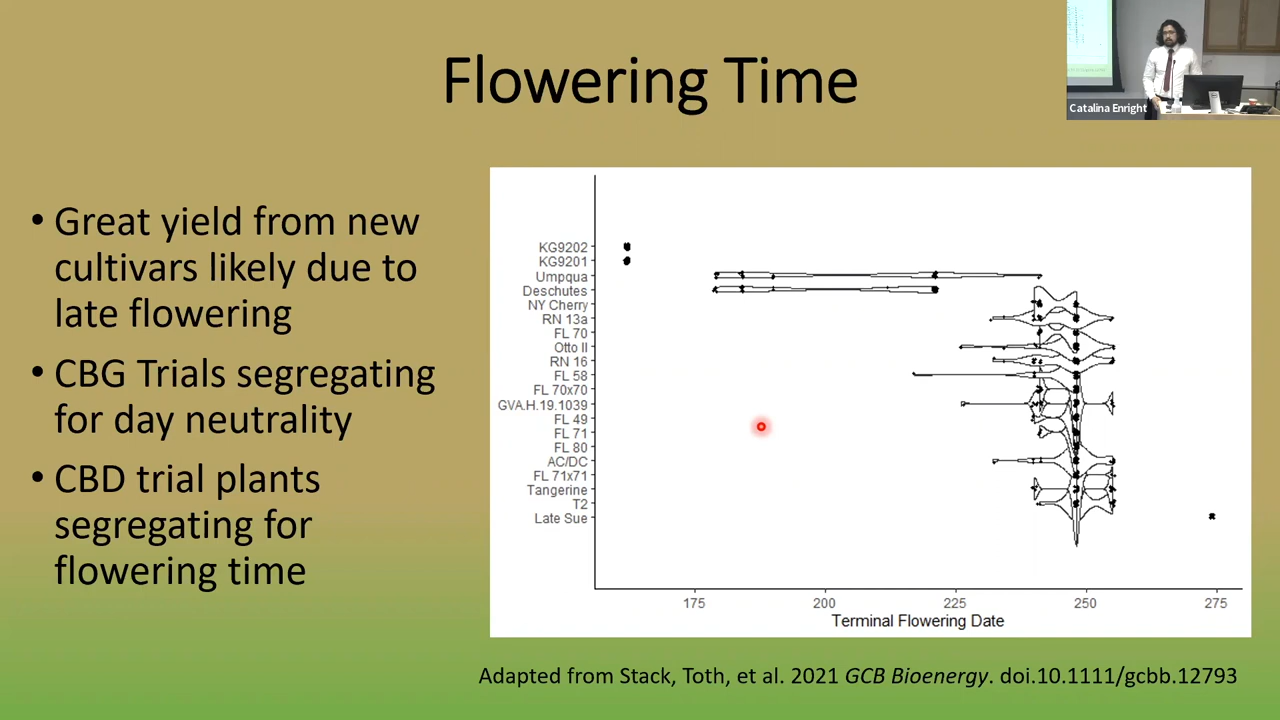 Flowering Time
Catalina Enright
• Great yield from new
cultivars likely due to
late flowering
• CBG Trials segregating
for day neutrality
• CBD trial plants
segregating for
flowering time
KG9202
KG9201
Umpqua
Deschutes
NY Cherry
RN 13a
FL 70
Otto II
RN 16
FL 58
FL 70x70
GVA.H.19.1039
FL 49
FL 71
FL 80
AC/DC
FL 71x71
Tangerine
T2
Late Sue
175 200 225 250 275
Terminal Flowering Date
Adapted from Stack, Toth, et al. 2021 GCB Bioenergy. doi.10.1111/gcbb.12793